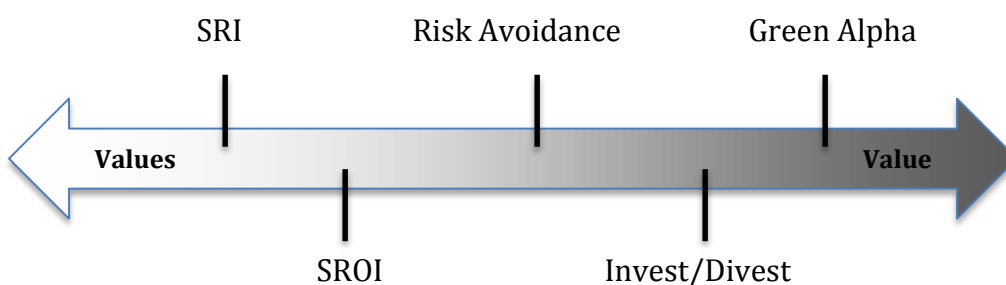 SRI Risk Avoidance Green Alpha
Values Value
SROI Invest/Divest